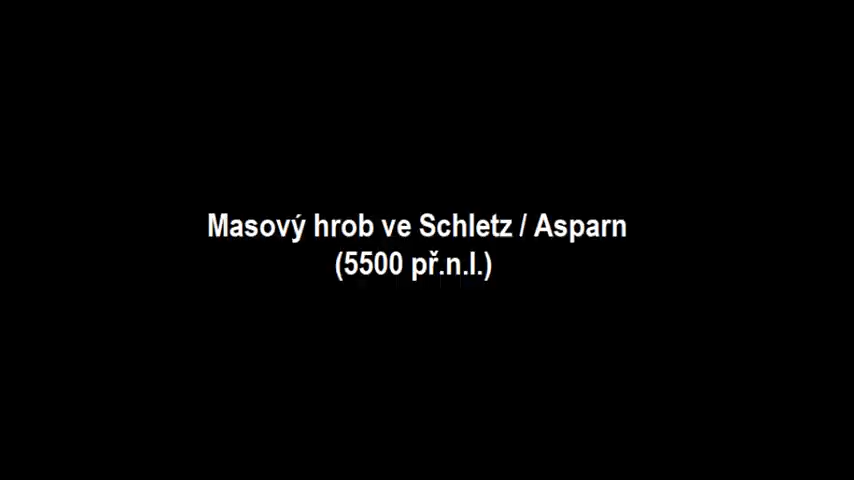 Masový hrob ve Schletz / Asparn
(5500 př.n.l.)